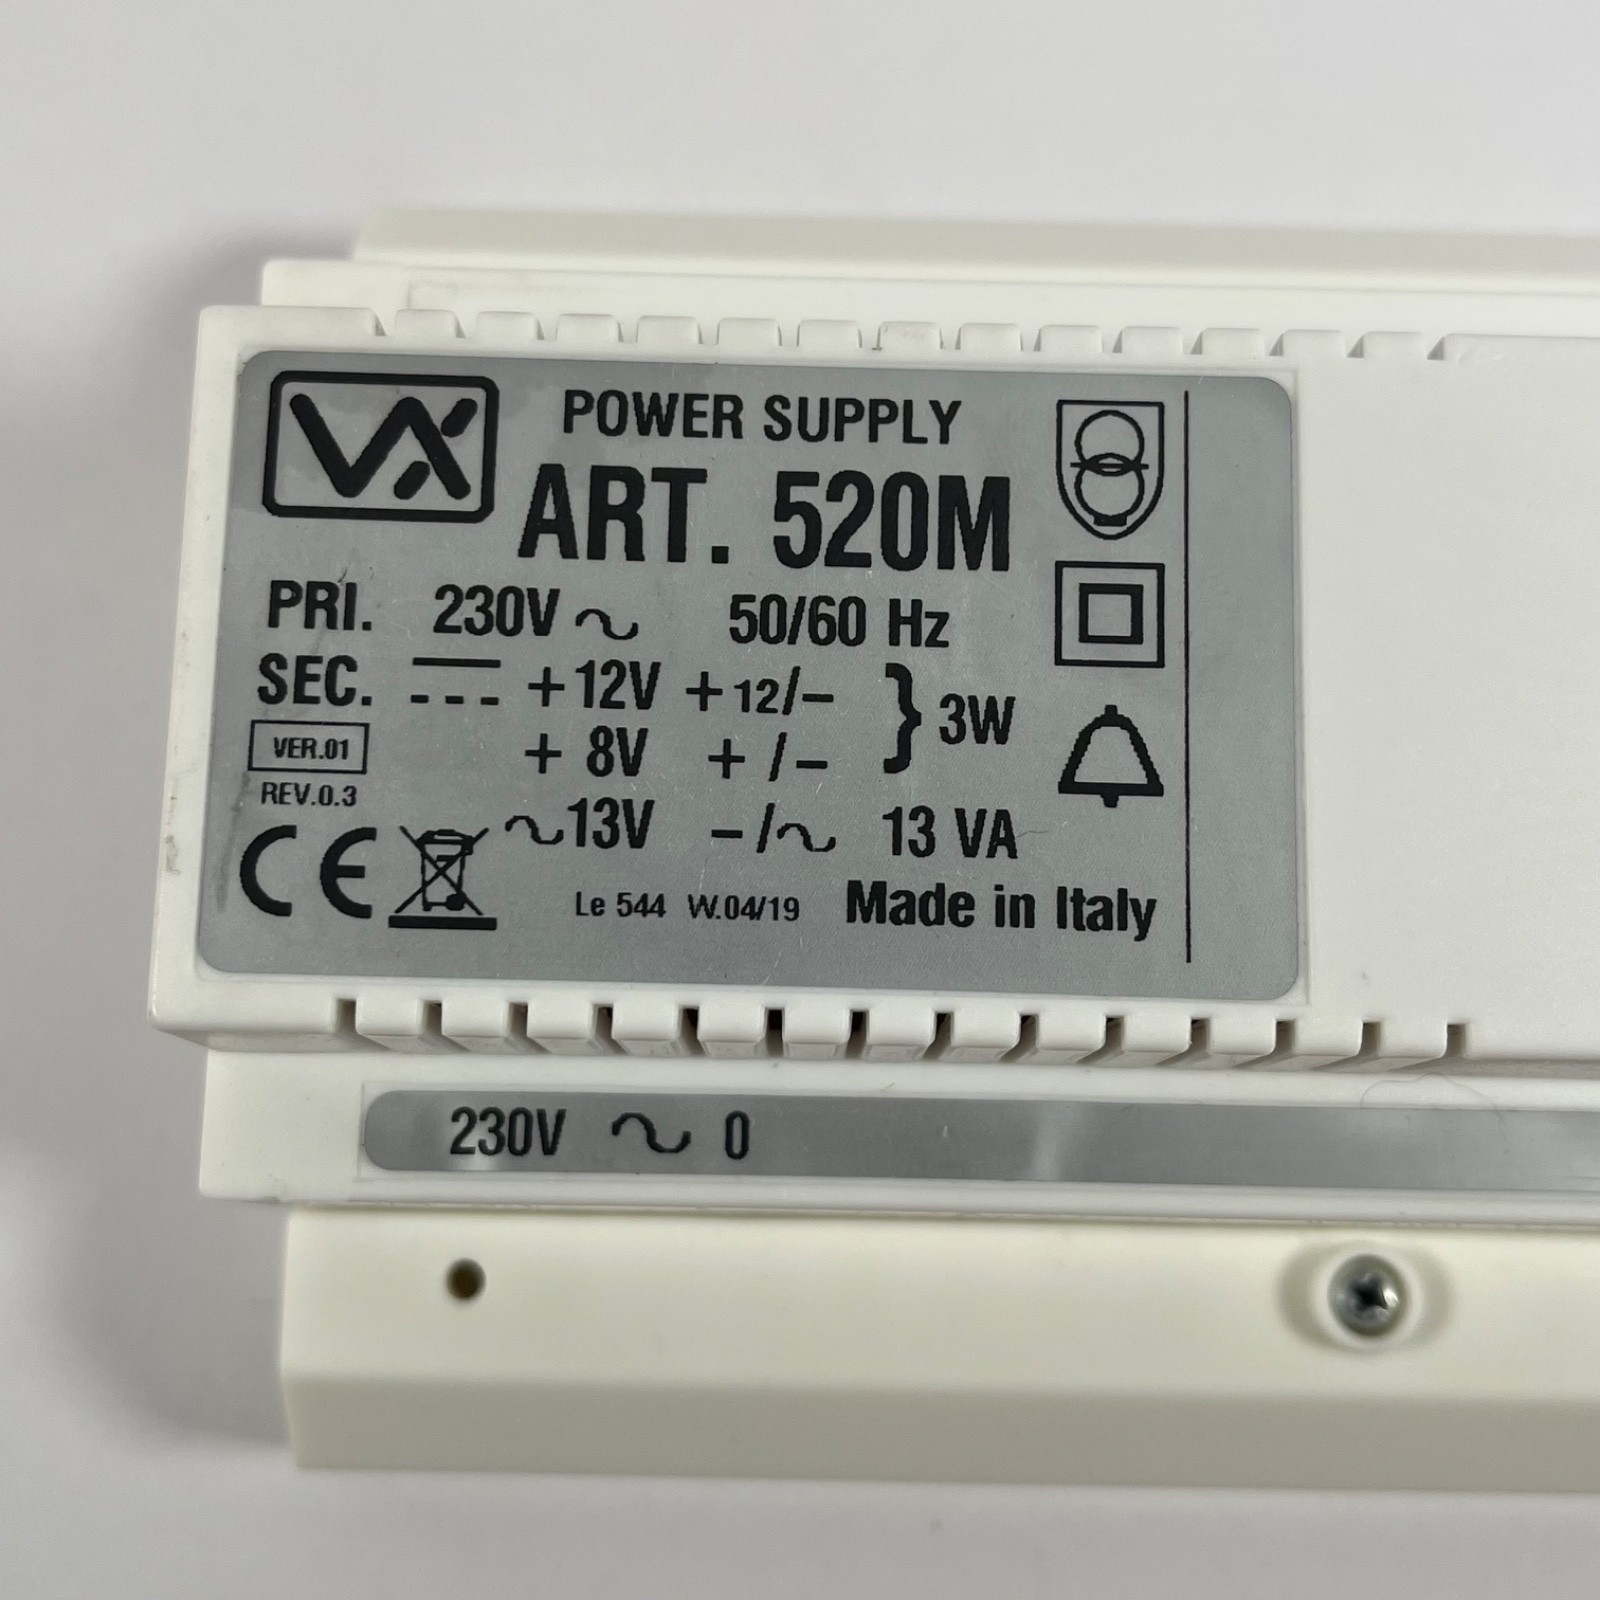 VX
POWER SUPPLY
ART. 520M
PRI. 230V ~ 50/60 Hz
SEC. ⎓ +12V +12/– } 3W
+ 8V + /–
VER.01
REV.0.3
~13V – /~ 13 VA
CE
Le 544 W.04/19 Made in Italy
230V ~ 0